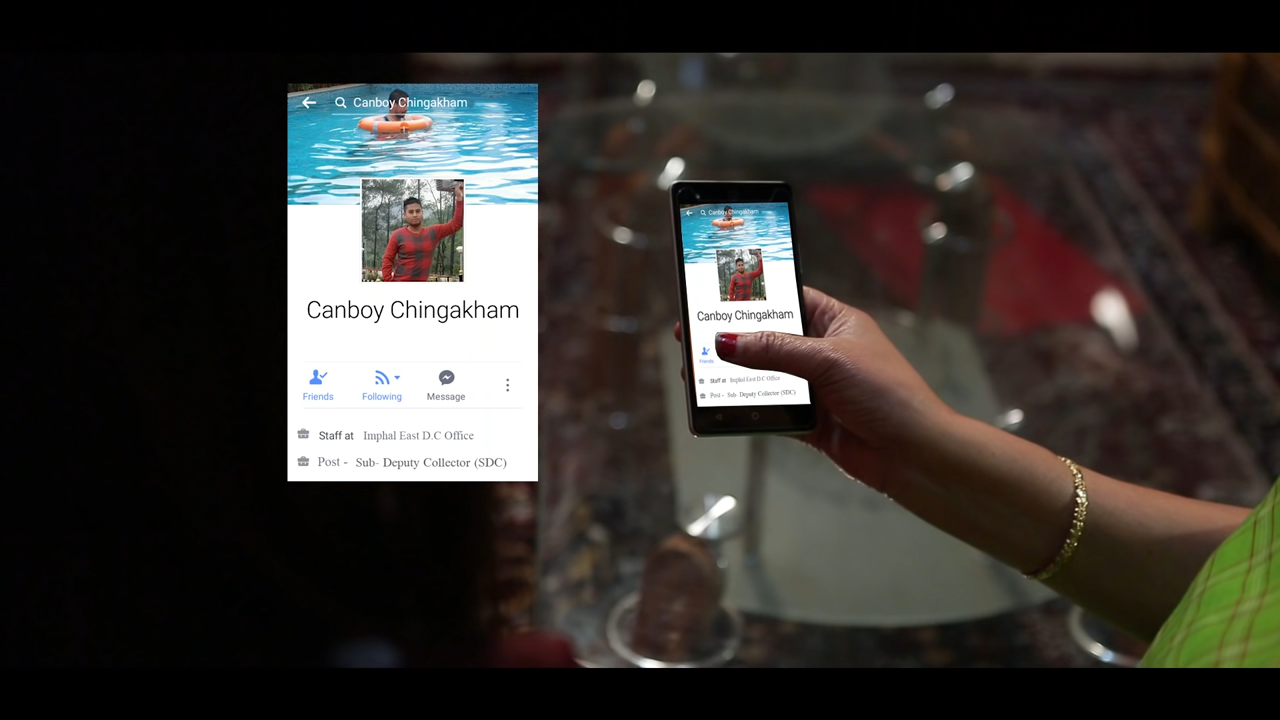 Canboy Chingakham
Canboy Chingakham
Friends
Following
Message
Staff at Imphal East D.C Office
Post - Sub- Deputy Collector (SDC)
Canboy Chingakham
Canboy Chingakham
Friends
Staff at Imphal East D.C Office
Post - Sub- Deputy Collector (SDC)